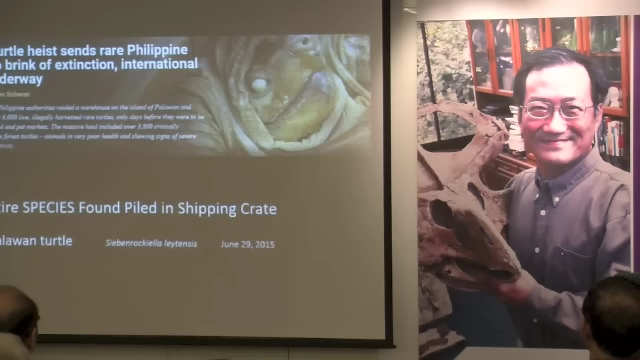 urtle heist sends rare Philippine
brink of extinction, international
derway
Philippine authorities raided a warehouse on the island of Palawan and
4,000 live, illegally harvested rare turtles, only days before they were to be
and pet markets. The massive haul included over 3,500 critically
forest turtles – animals in very poor health and showing signs of severe
ire SPECIES Found Piled in Shipping Crate
alawan turtle Siebenrockiella leytensis June 29, 2015